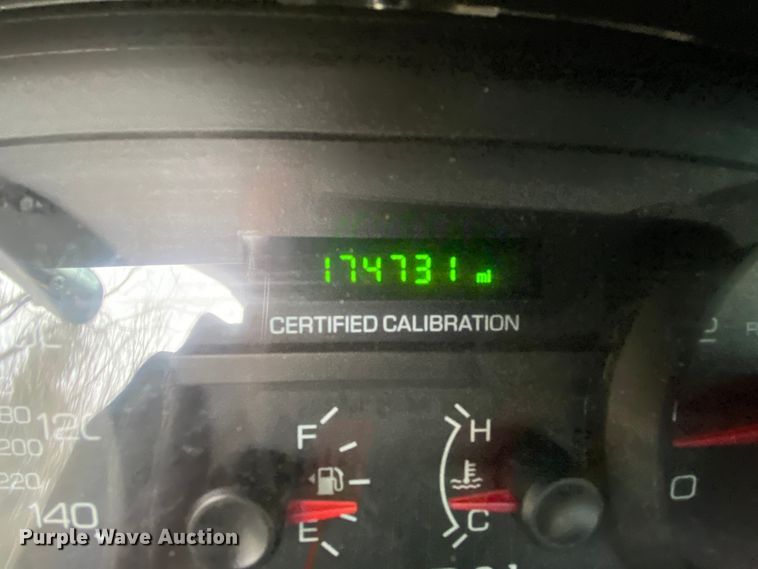 174731 mi
CERTIFIED CALIBRATION
F
H
80
120
200
220
140
E
C
0
Purple Wave Auction